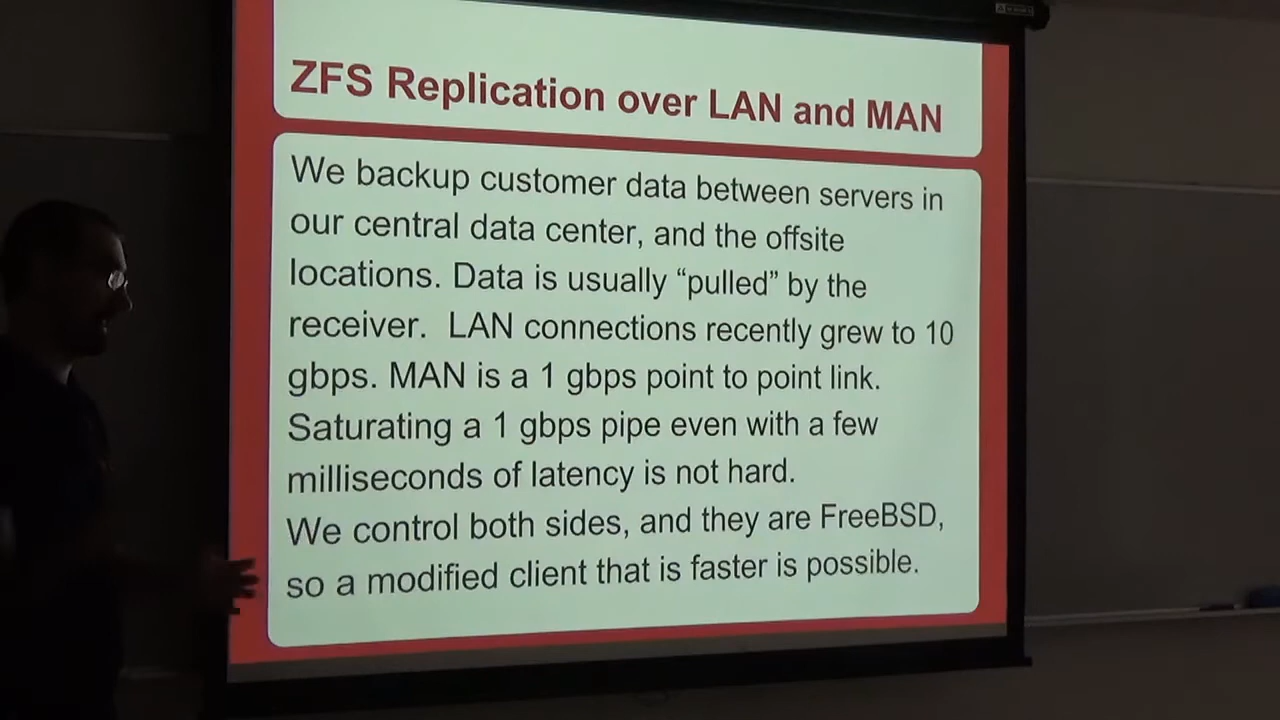 ZFS Replication over LAN and MAN
We backup customer data between servers in
our central data center, and the offsite
locations. Data is usually “pulled” by the
receiver.  LAN connections recently grew to 10
gbps. MAN is a 1 gbps point to point link.
Saturating a 1 gbps pipe even with a few
milliseconds of latency is not hard.
We control both sides, and they are FreeBSD,
so a modified client that is faster is possible.